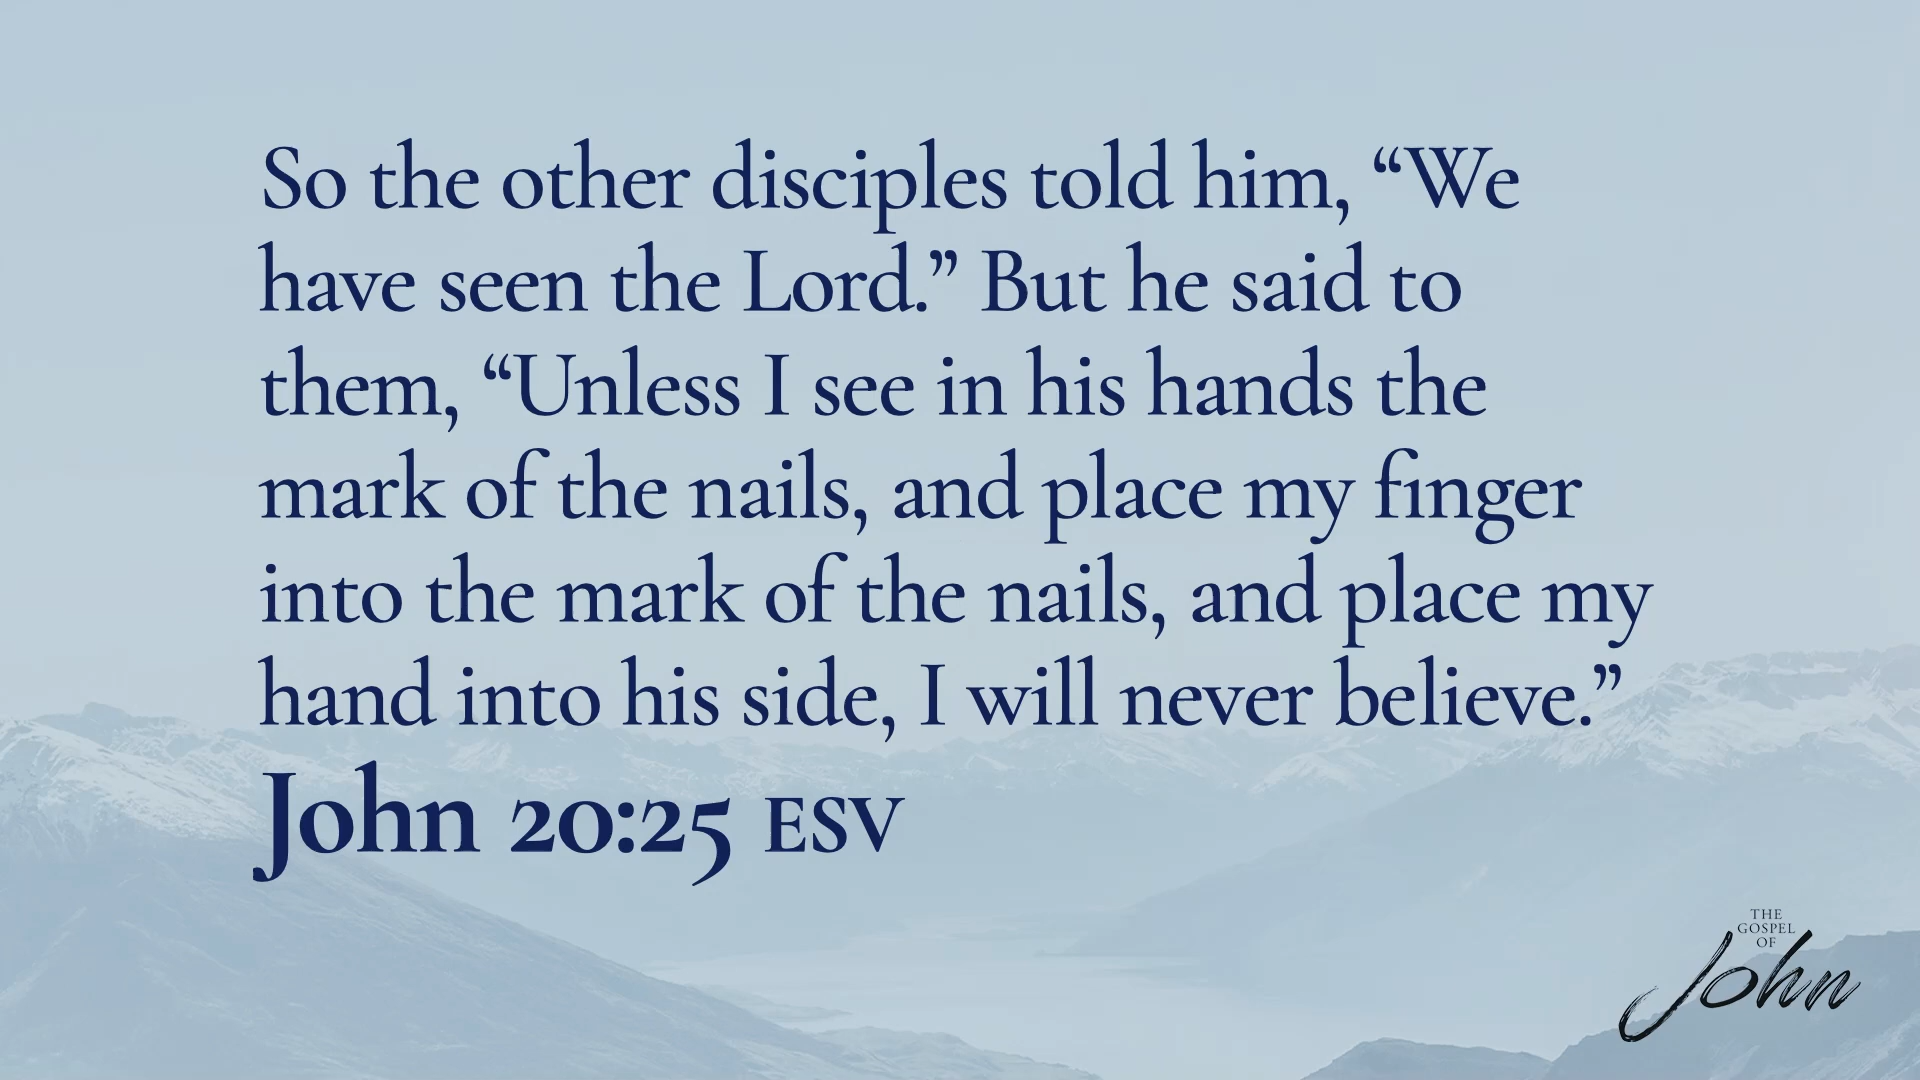 So the other disciples told him, “We
have seen the Lord.” But he said to
them, “Unless I see in his hands the
mark of the nails, and place my finger
into the mark of the nails, and place my
hand into his side, I will never believe.”
John 20:25 ESV
THE
GOSPEL
OF
John